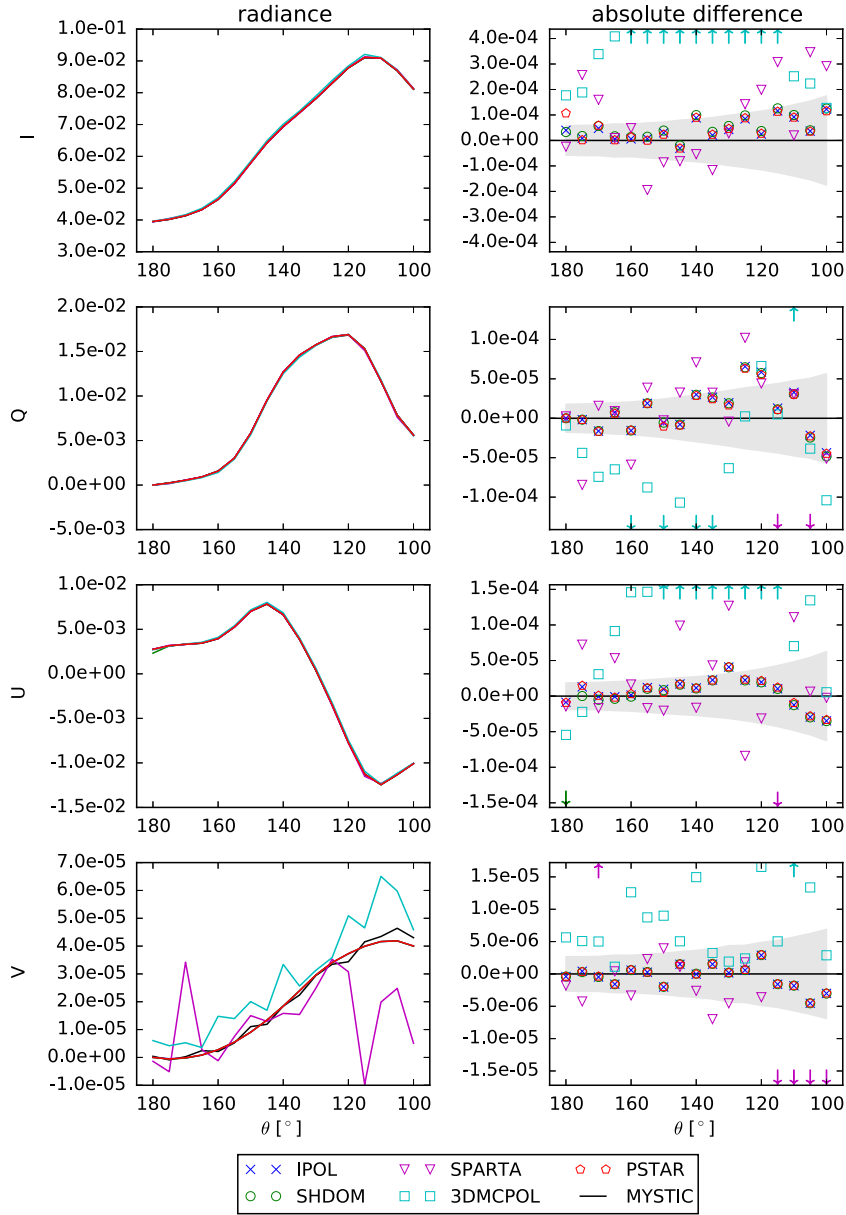 radiance
absolute difference
1.0e-01
9.0e-02
8.0e-02
7.0e-02
6.0e-02
5.0e-02
4.0e-02
3.0e-02
I
180 160 140 120 100
4.0e-04
3.0e-04
2.0e-04
1.0e-04
0.0e+00
-1.0e-04
-2.0e-04
-3.0e-04
-4.0e-04
180 160 140 120 100
2.0e-02
1.5e-02
1.0e-02
5.0e-03
0.0e+00
-5.0e-03
Q
180 160 140 120 100
1.0e-04
5.0e-05
0.0e+00
-5.0e-05
-1.0e-04
180 160 140 120 100
1.0e-02
5.0e-03
0.0e+00
-5.0e-03
-1.0e-02
-1.5e-02
U
180 160 140 120 100
1.5e-04
1.0e-04
5.0e-05
0.0e+00
-5.0e-05
-1.0e-04
-1.5e-04
180 160 140 120 100
7.0e-05
6.0e-05
5.0e-05
4.0e-05
3.0e-05
2.0e-05
1.0e-05
0.0e+00
-1.0e-05
V
180 160 140 120 100
θ [°]
1.5e-05
1.0e-05
5.0e-06
0.0e+00
-5.0e-06
-1.0e-05
-1.5e-05
180 160 140 120 100
θ [°]
IPOL SPARTA PSTAR
SHDOM 3DMCPOL MYSTIC